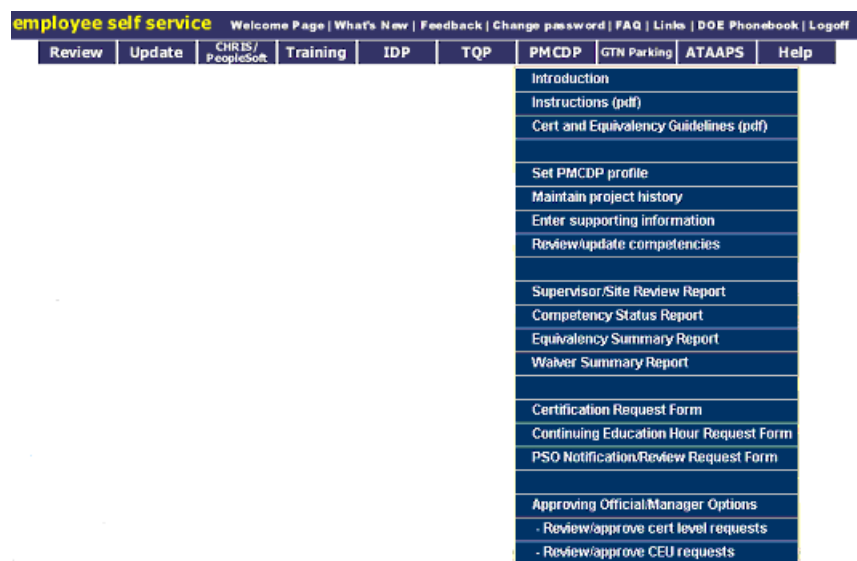 employee self service Welcome Page | What's New | Feedback | Change password | FAQ | Links | DOE Phonebook | Logoff
Review Update CHRIS/ PeopleSoft Training IDP TQP PMCDP GTN Parking ATAAPS Help
Introduction
Instructions (pdf)
Cert and Equivalency Guidelines (pdf)
Set PMCDP profile
Maintain project history
Enter supporting information
Review/update competencies
Supervisor/Site Review Report
Competency Status Report
Equivalency Summary Report
Waiver Summary Report
Certification Request Form
Continuing Education Hour Request Form
PSO Notification/Review Request Form
Approving Official/Manager Options
- Review/approve cert level requests
- Review/approve CEU requests